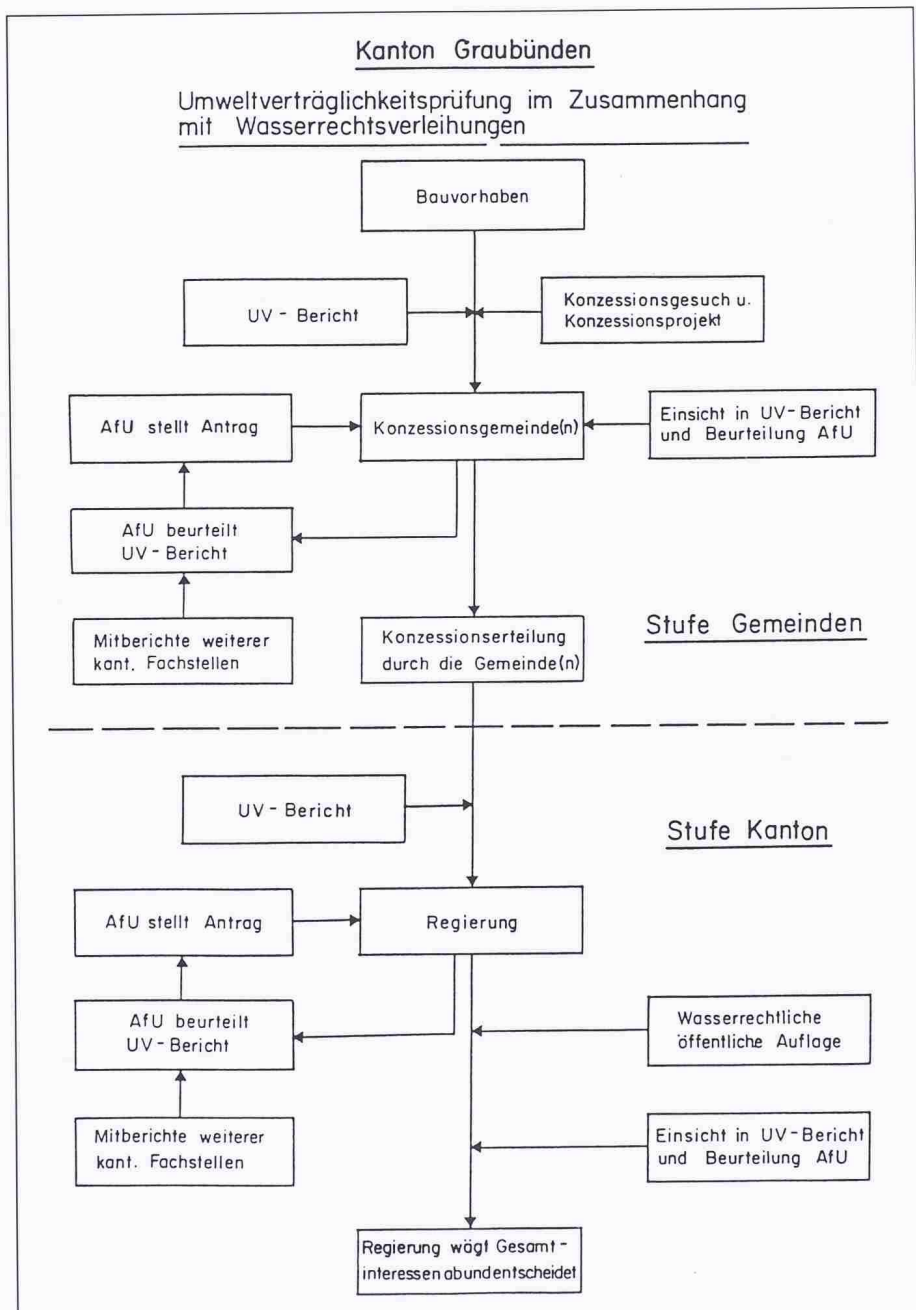 Kanton Graubünden
Umweltverträglichkeitsprüfung im Zusammenhang
mit Wasserrechtsverleihungen
Bauvorhaben
UV - Bericht
Konzessionsgesuch u.
Konzessionsprojekt
AfU stellt Antrag
Konzessionsgemeinde(n)
Einsicht in UV-Bericht
und Beurteilung AfU
AfU beurteilt
UV - Bericht
Mitberichte weiterer
kant. Fachstellen
Konzessionserteilung
durch die Gemeinde(n)
Stufe Gemeinden
UV - Bericht
Stufe Kanton
AfU stellt Antrag
Regierung
AfU beurteilt
UV - Bericht
Wasserrechtliche
öffentliche Auflage
Mitberichte weiterer
kant. Fachstellen
Einsicht in UV-Bericht
und Beurteilung AfU
Regierung wägt Gesamt -
interessen ab und entscheidet